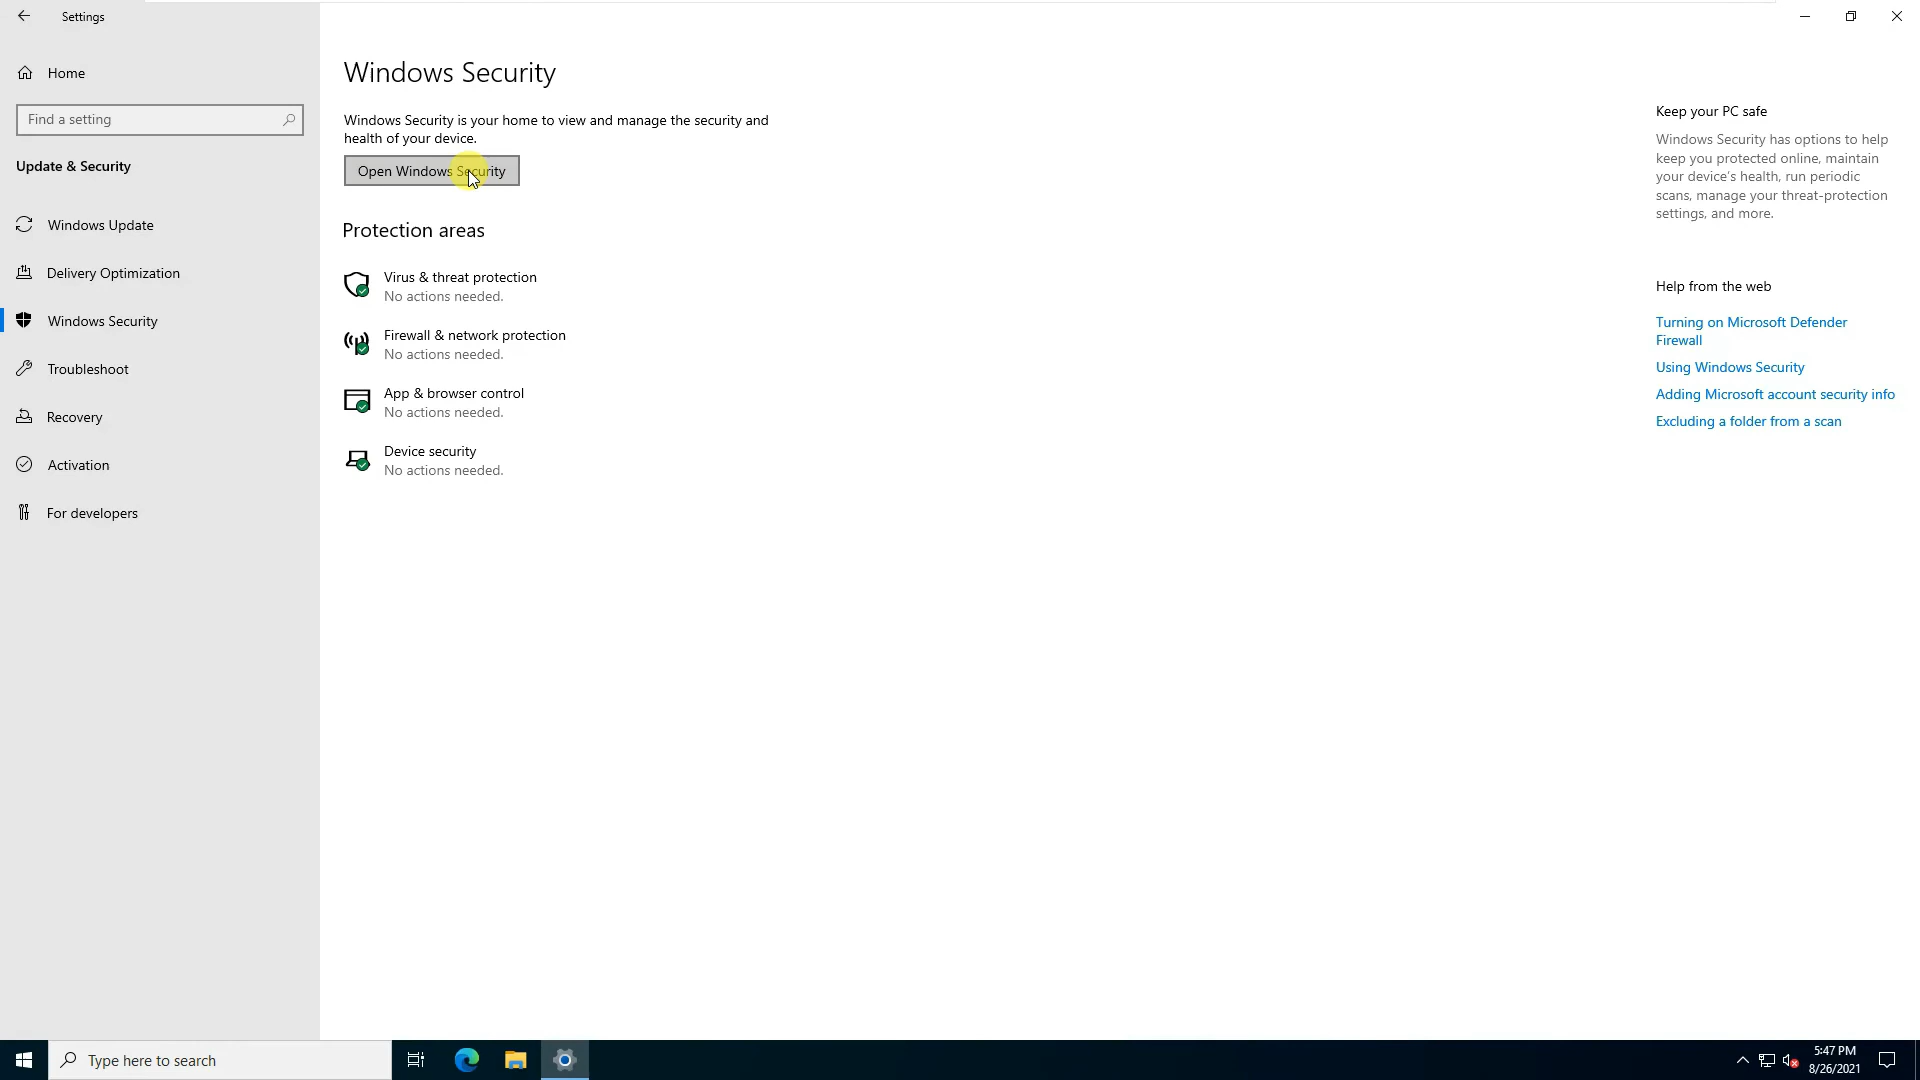 Settings
Home
Find a setting
Update & Security
Windows Update
Delivery Optimization
Windows Security
Troubleshoot
Recovery
Activation
For developers
Windows Security
Windows Security is your home to view and manage the security and
health of your device.
Open Windows Security
Protection areas
Virus & threat protection
No actions needed.
Firewall & network protection
No actions needed.
App & browser control
No actions needed.
Device security
No actions needed.
Keep your PC safe
Windows Security has options to help
keep you protected online, maintain
your device's health, run periodic
scans, manage your threat-protection
settings, and more.
Help from the web
Turning on Microsoft Defender
Firewall
Using Windows Security
Adding Microsoft account security info
Excluding a folder from a scan
Type here to search
5:47 PM
8/26/2021